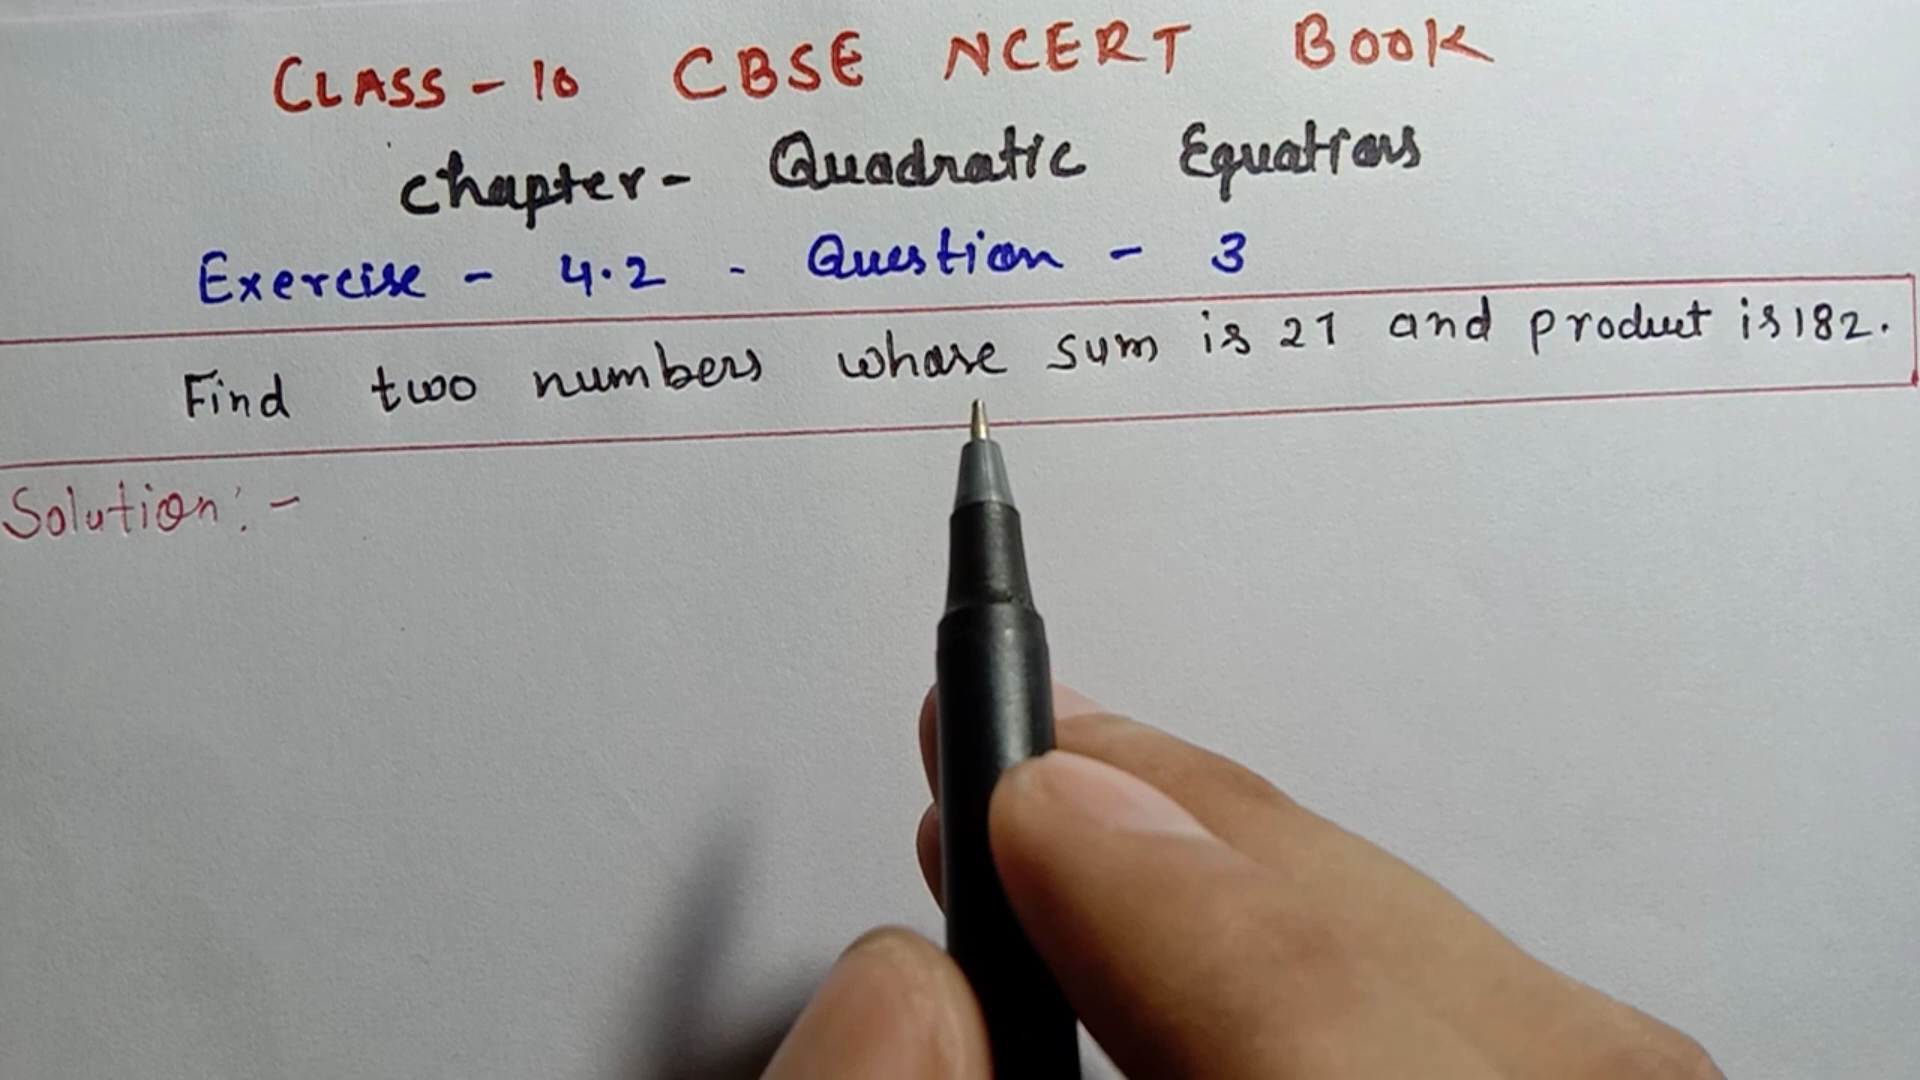 CLASS - 10 CBSE NCERT BOOK
Chapter - Quadratic Equations
Exercise - 4.2 - Question - 3
Find two numbers whose sum is 27 and product is 182.
Solution :-